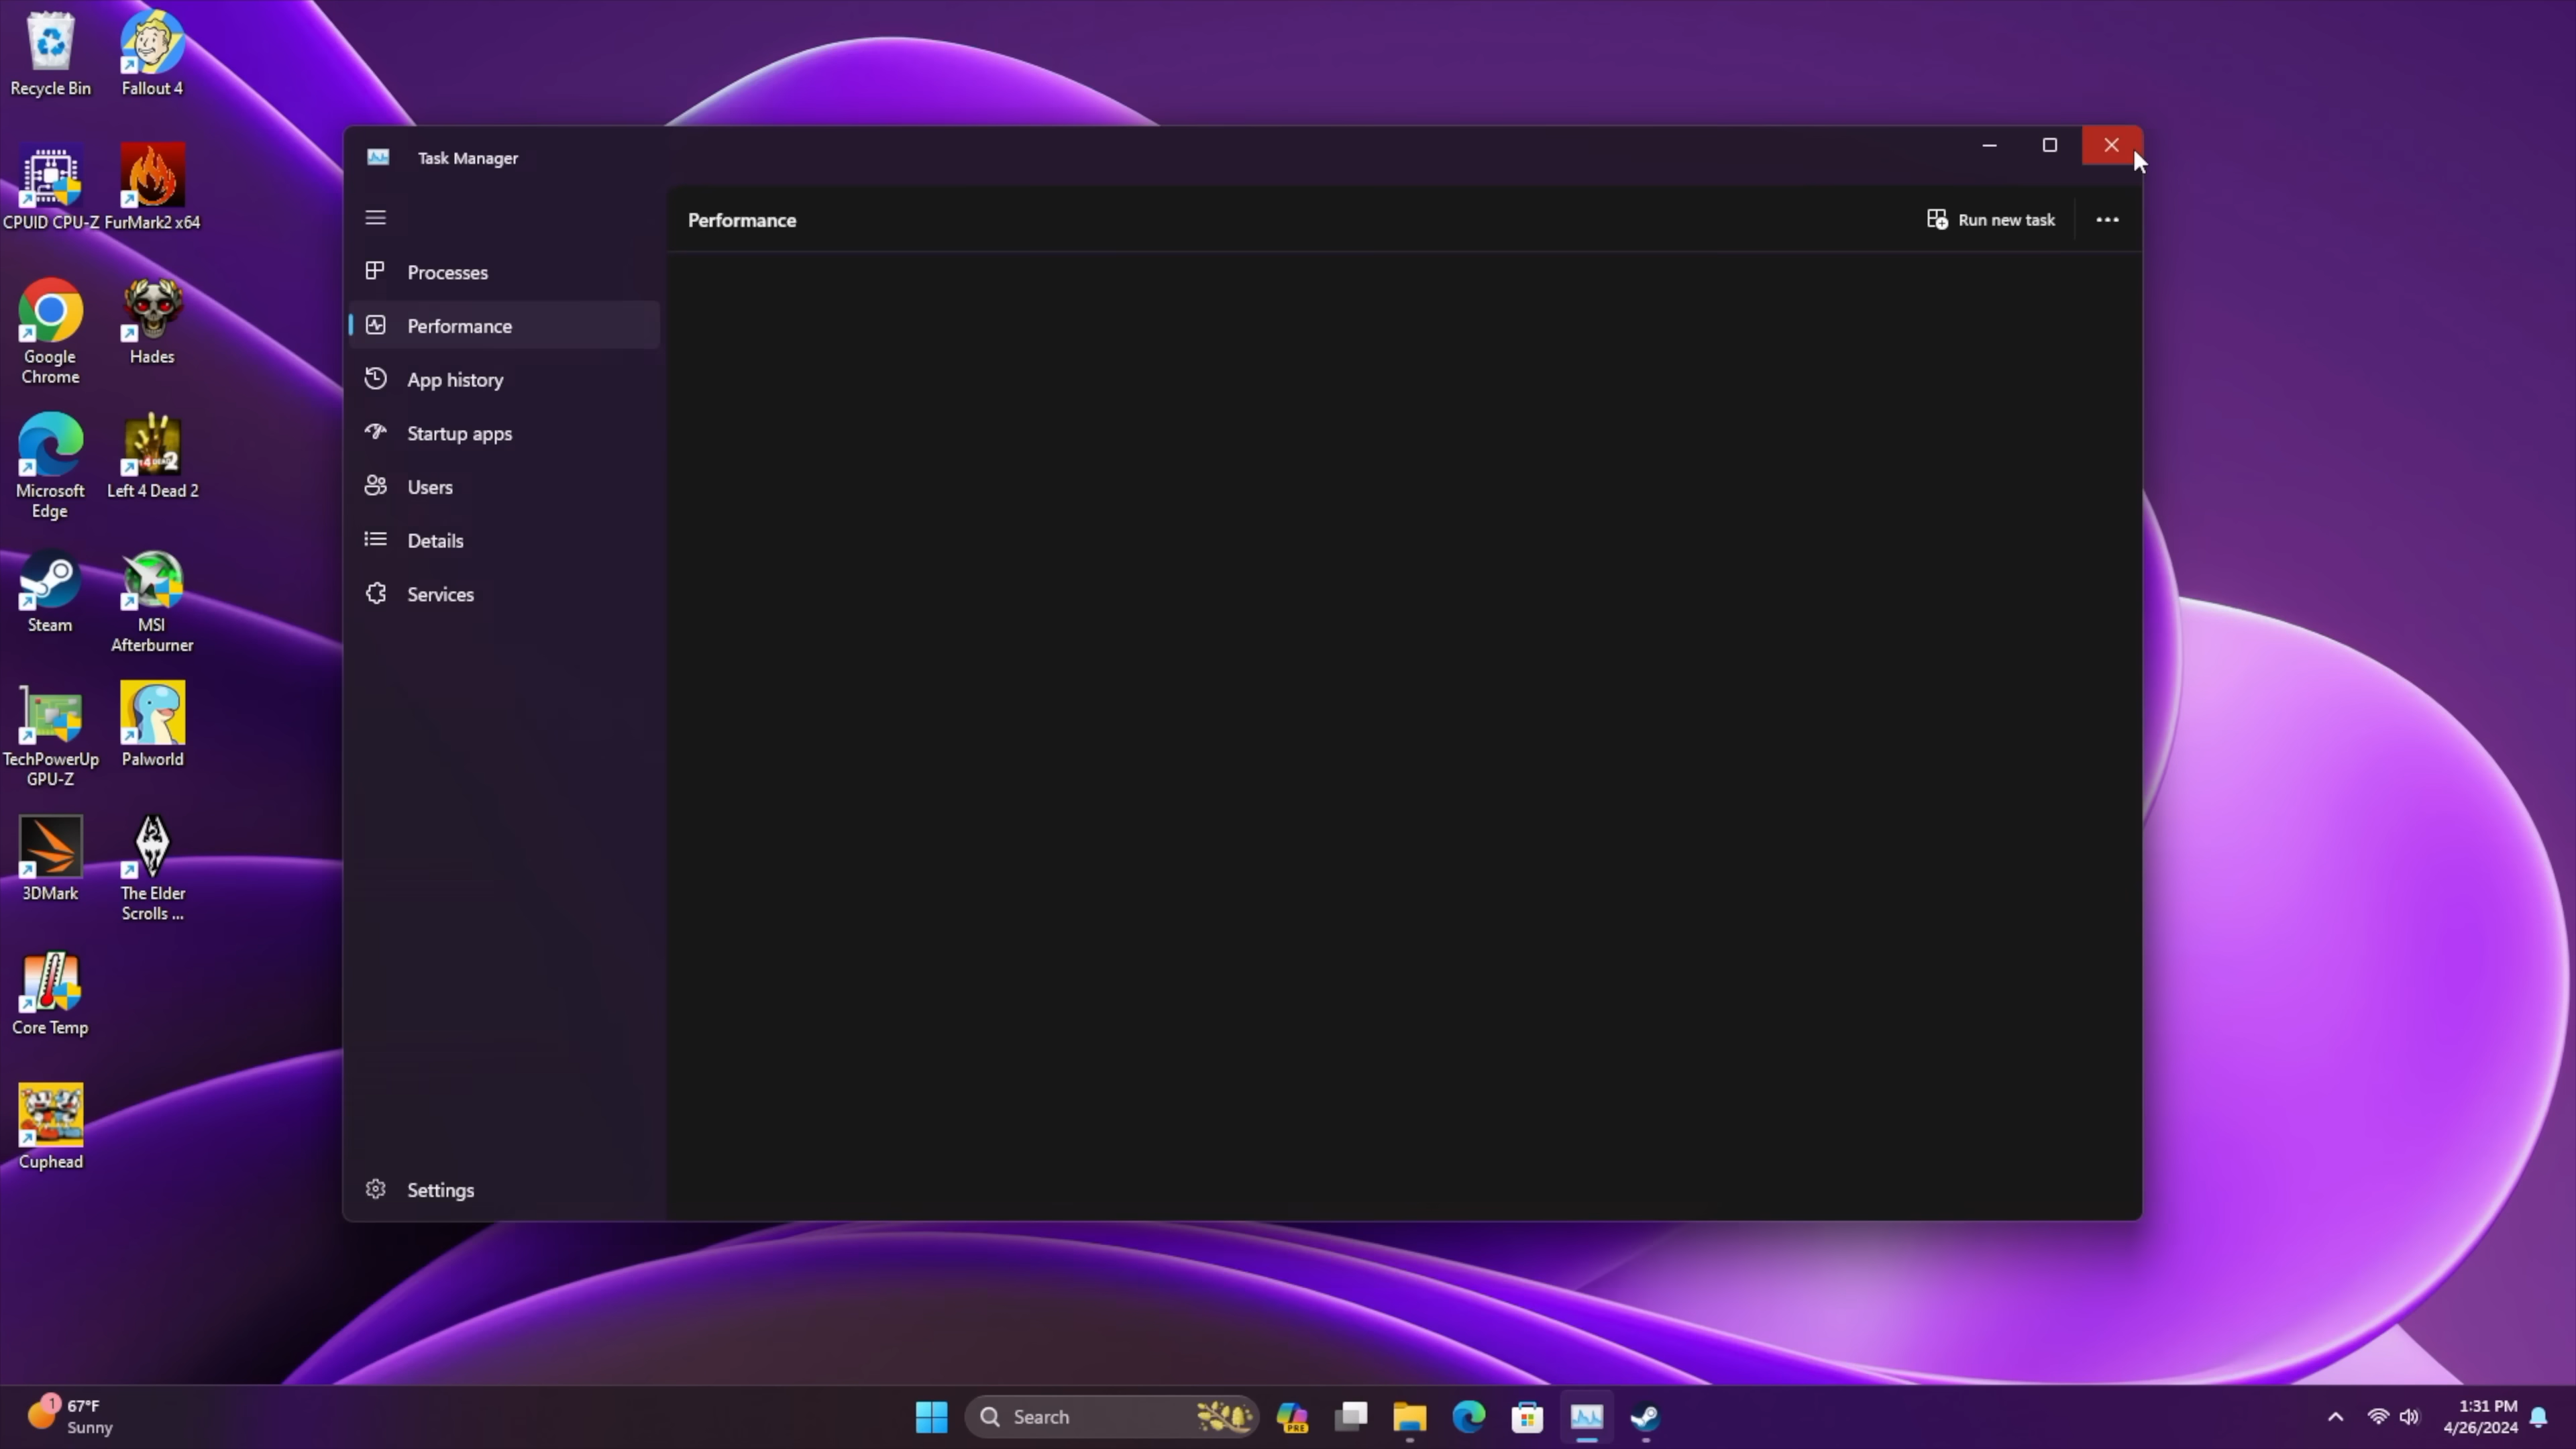 Recycle Bin
Fallout 4
CPUID CPU-Z
FurMark2 x64
Google
Chrome
Hades
Microsoft
Edge
Left 4 Dead 2
Steam
MSI
Afterburner
TechPowerUp
GPU-Z
Palworld
3DMark
The Elder
Scrolls ...
Core Temp
Cuphead
Task Manager
Processes
Performance
App history
Startup apps
Users
Details
Services
Settings
Performance
Run new task
1
67°F
Sunny
Search
PRE
1:31 PM
4/26/2024